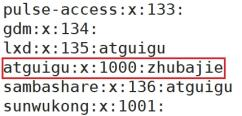 pulse-access:x:133:
gdm:x:134:
lxd:x:135:atguigu
atguigu:x:1000:zhubajie
sambashare:x:136:atguigu
sunwukong:x:1001: